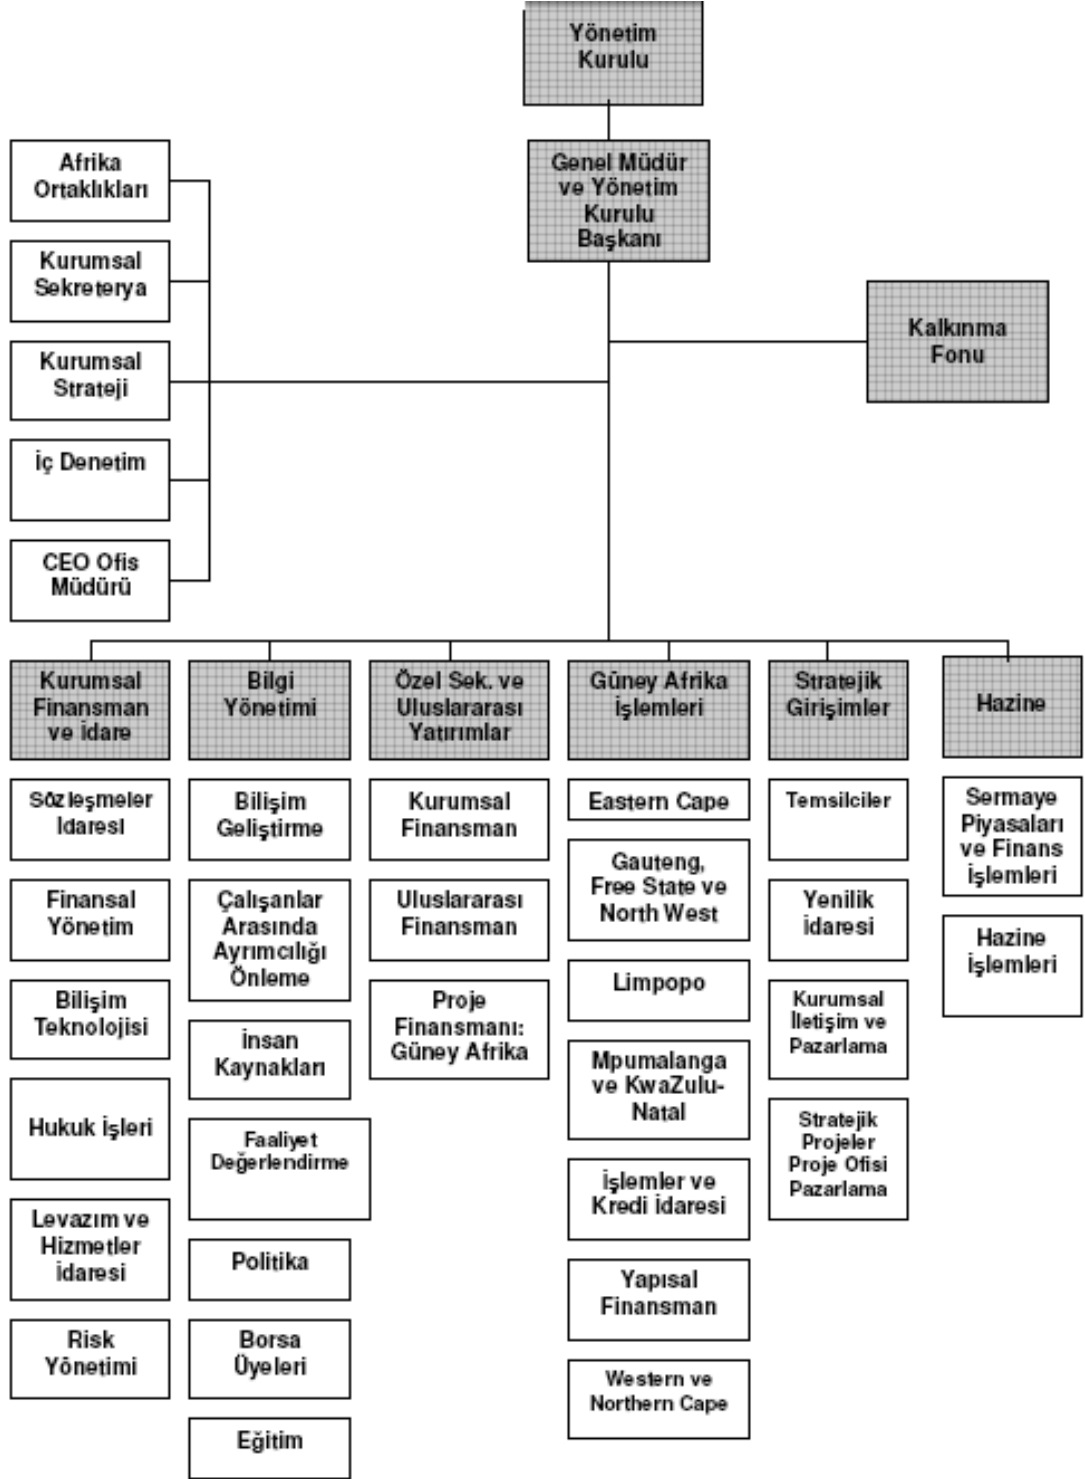 Yönetim
Kurulu
Genel Müdür
ve Yönetim
Kurulu
Başkanı
Afrika
Ortaklıkları
Kurumsal
Sekreterya
Kurumsal
Strateji
İç Denetim
CEO Ofis
Müdürü
Kalkınma
Fonu
Kurumsal
Finansman
ve İdare
Sözleşmeler
İdaresi
Finansal
Yönetim
Bilişim
Teknolojisi
Hukuk İşleri
Levazım ve
Hizmetler
İdaresi
Risk
Yönetimi
Bilgi
Yönetimi
Bilişim
Geliştirme
Çalışanlar
Arasında
Ayrımcılığı
Önleme
İnsan
Kaynakları
Faaliyet
Değerlendirme
Politika
Borsa
Üyeleri
Eğitim
Özel Sek. ve
Uluslararası
Yatırımlar
Kurumsal
Finansman
Uluslararası
Finansman
Proje
Finansmanı:
Güney Afrika
Güney Afrika
İşlemleri
Eastern Cape
Gauteng,
Free State ve
North West
Limpopo
Mpumalanga
ve KwaZulu-
Natal
İşlemler ve
Kredi İdaresi
Yapısal
Finansman
Western ve
Northern Cape
Stratejik
Girişimler
Temsilciler
Yenilik
İdaresi
Kurumsal
İletişim ve
Pazarlama
Stratejik
Projeler
Proje Ofisi
Pazarlama
Hazine
Sermaye
Piyasaları
ve Finans
İşlemleri
Hazine
İşlemleri